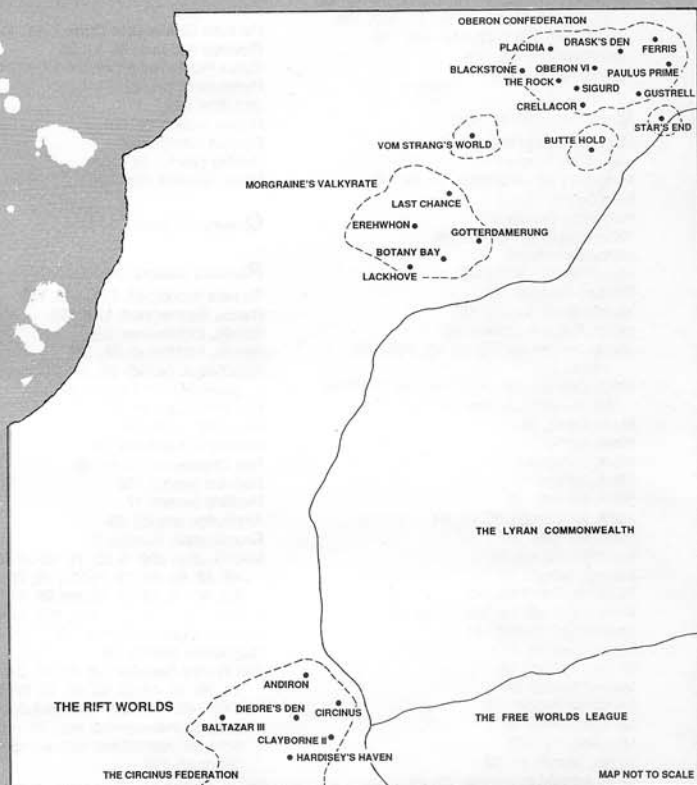 OBERON CONFEDERATION
PLACIDIA
DRASK'S DEN
FERRIS
BLACKSTONE
OBERON VI
PAULUS PRIME
THE ROCK
SIGURD
GUSTRELL
CRELLACOR
STAR'S END
VOM STRANG'S WORLD
BUTTE HOLD
MORGRAINE'S VALKYRATE
LAST CHANCE
EREHWHON
GOTTERDAMERUNG
BOTANY BAY
LACKHOVE
THE LYRAN COMMONWEALTH
ANDIRON
THE RIFT WORLDS
DIEDRE'S DEN
CIRCINUS
BALTAZAR III
THE FREE WORLDS LEAGUE
CLAYBORNE II
HARDISEY'S HAVEN
THE CIRCINUS FEDERATION
MAP NOT TO SCALE